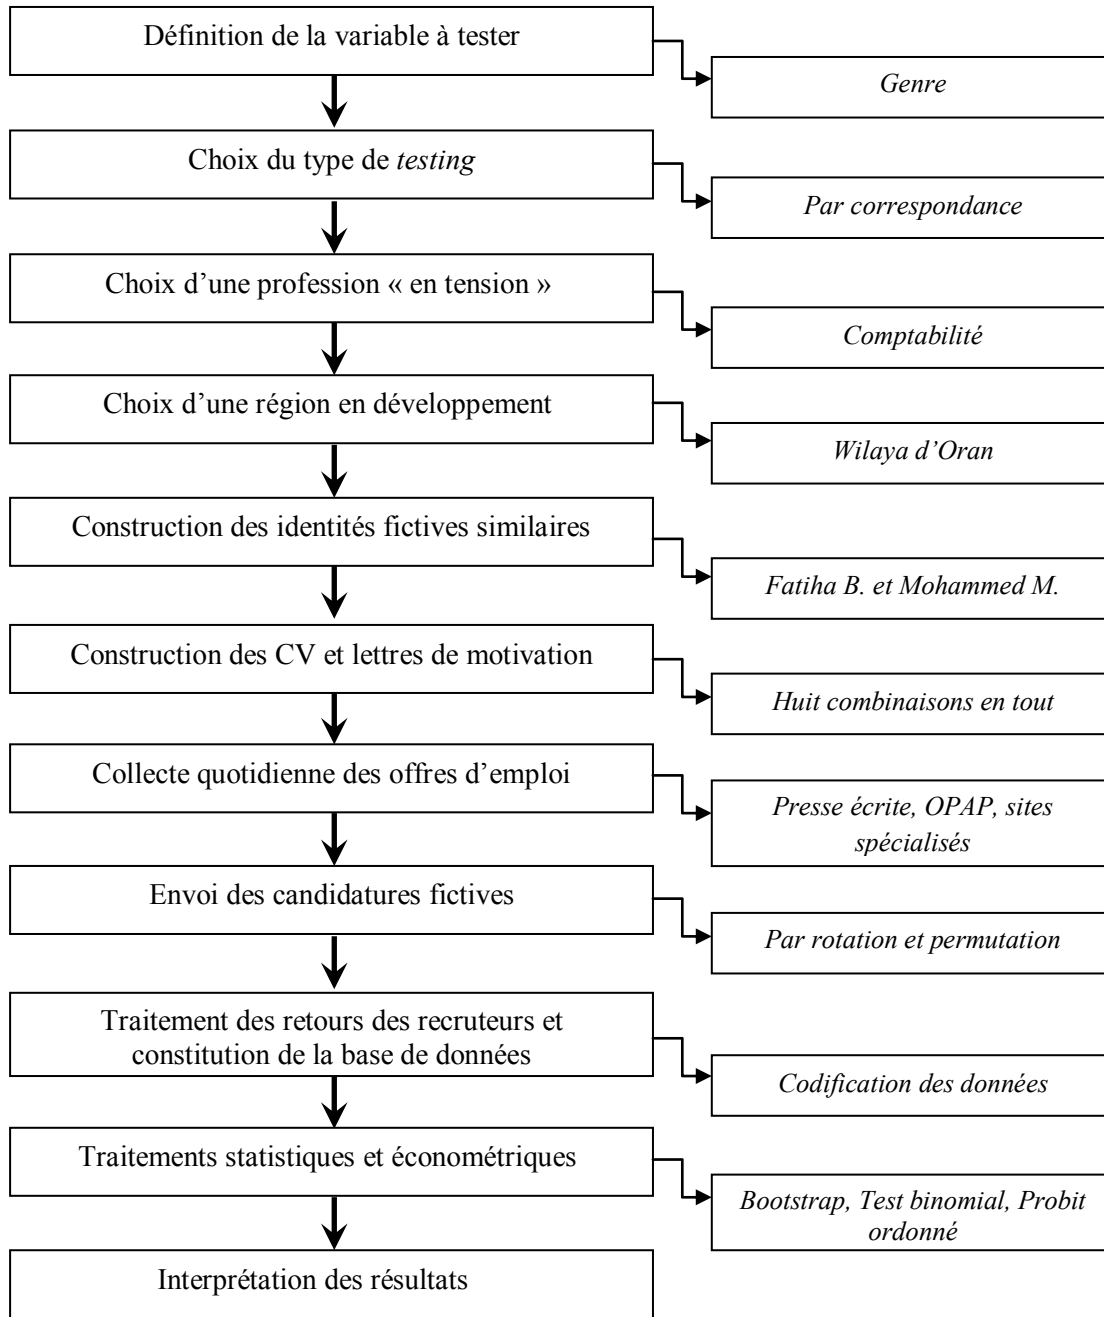 Définition de la variable à tester
Genre
Choix du type de testing
Par correspondance
Choix d’une profession « en tension »
Comptabilité
Choix d’une région en développement
Wilaya d’Oran
Construction des identités fictives similaires
Fatiha B. et Mohammed M.
Construction des CV et lettres de motivation
Huit combinaisons en tout
Collecte quotidienne des offres d’emploi
Presse écrite, OPAP, sites
spécialisés
Envoi des candidatures fictives
Par rotation et permutation
Traitement des retours des recruteurs et
constitution de la base de données
Codification des données
Traitements statistiques et économétriques
Bootstrap, Test binomial, Probit
ordonné
Interprétation des résultats